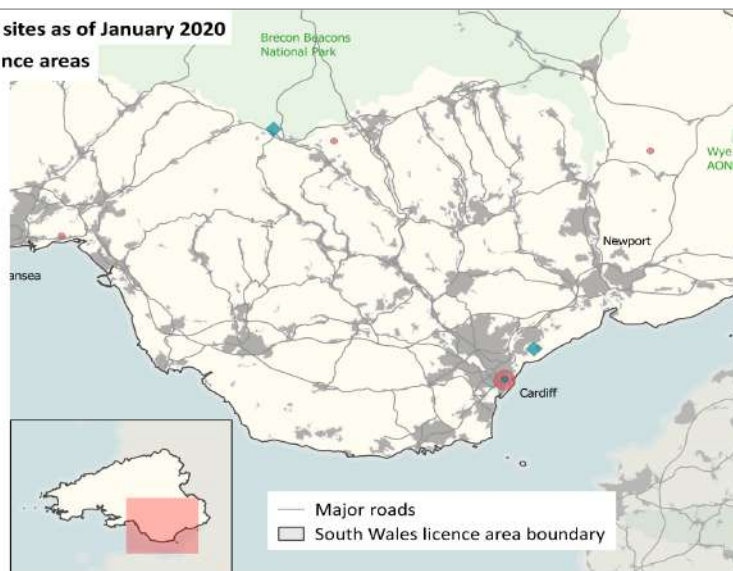 sites as of January 2020
nce areas
Brecon Beacons
National Park
Wye
AON
Newport
ansea
Cardiff
Major roads
South Wales licence area boundary